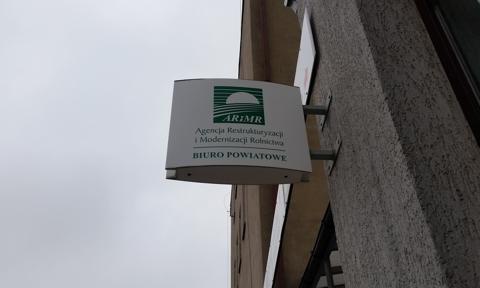 ARiMR
Agencja Restrukturyzacji
i Modernizacji Rolnictwa
BIURO POWIATOWE